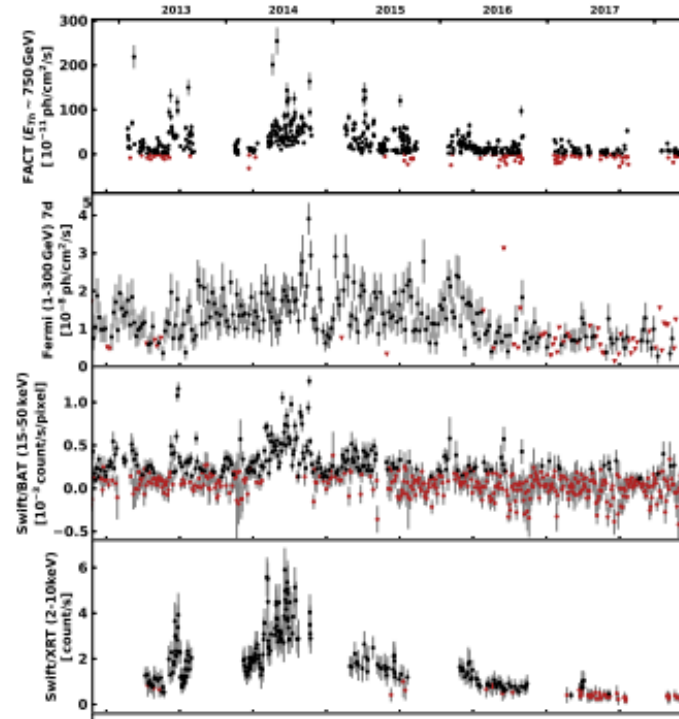 2013 2014 2015 2016 2017
FACT (E_Th ~ 750 GeV)
[10⁻¹¹ ph/cm²/s]
300
200
100
0
Fermi (1-300 GeV) 7d
[10⁻⁸ ph/cm²/s]
5
4
3
2
1
0
Swift/BAT (15-50 keV)
[10⁻² count/s/pixel]
1.0
0.5
0.0
−0.5
Swift/XRT (2-10keV)
[count/s]
6
4
2
0